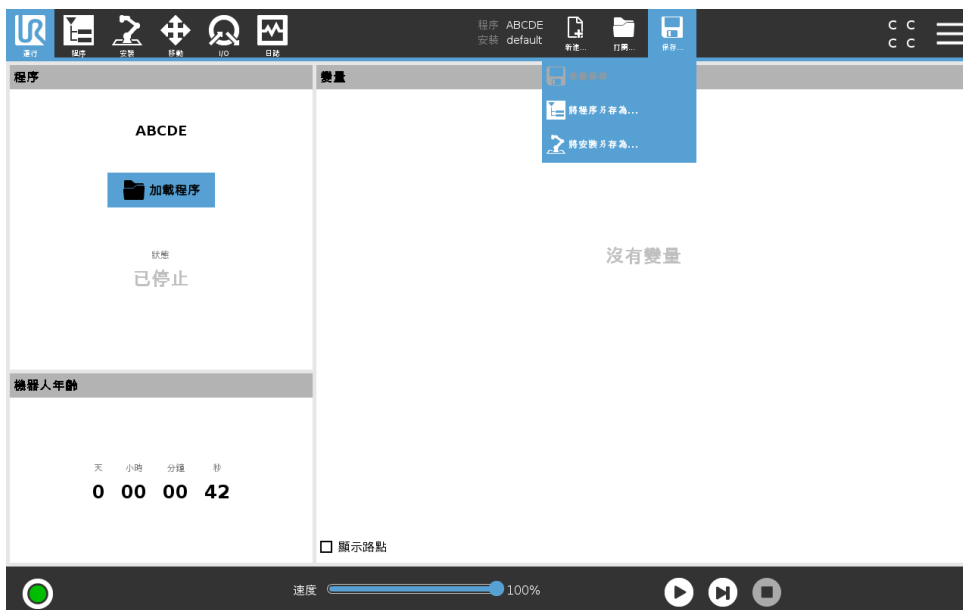 UR
運行 程序 安裝 移動 I/O 日誌
程序 ABCDE
安裝 default
新建... 打開... 保存...
C C
C C
將程序另存為...
將安裝另存為...
程序
ABCDE
加載程序
狀態
已停止
機器人年齡
天 小時 分鐘 秒
0 00 00 42
變量
沒有變量
顯示路點
速度 100%